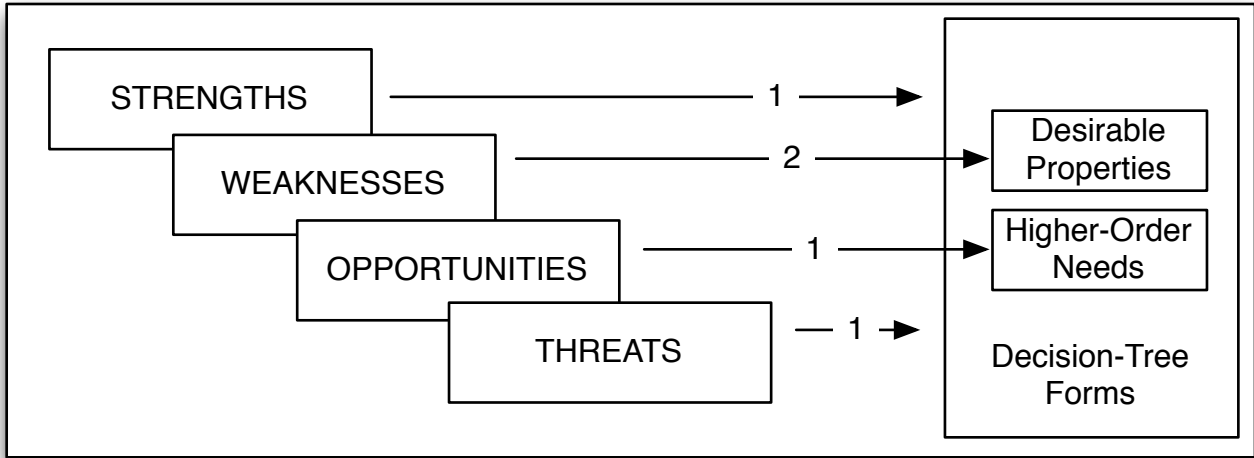 STRENGTHS
1
Desirable
Properties
2
WEAKNESSES
Higher-Order
Needs
1
OPPORTUNITIES
1
THREATS
Decision-Tree
Forms